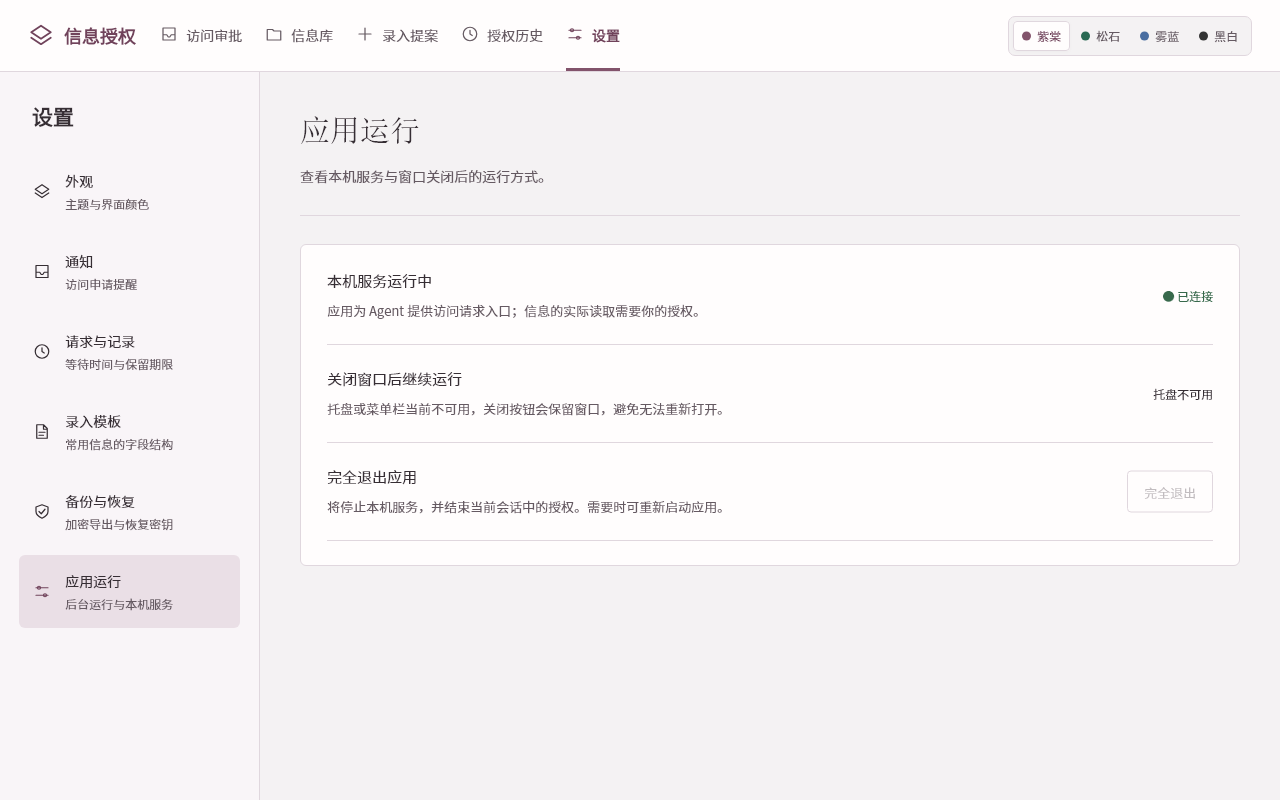 信息授权
访问审批
信息库
录入提案
授权历史
设置
紫棠
松石
雾蓝
黑白
设置
外观
主题与界面颜色
通知
访问申请提醒
请求与记录
等待时间与保留期限
录入模板
常用信息的字段结构
备份与恢复
加密导出与恢复密钥
应用运行
后台运行与本机服务
应用运行
查看本机服务与窗口关闭后的运行方式。
本机服务运行中
应用为 Agent 提供访问请求入口；信息的实际读取需要你的授权。
已连接
关闭窗口后继续运行
托盘或菜单栏当前不可用，关闭按钮会保留窗口，避免无法重新打开。
托盘不可用
完全退出应用
将停止本机服务，并结束当前会话中的授权。需要时可重新启动应用。
完全退出